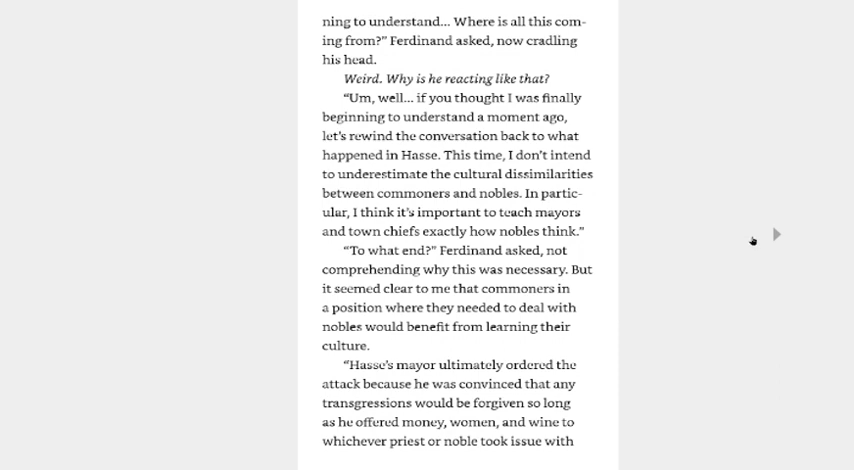 ning to understand... Where is all this com-
ing from?” Ferdinand asked, now cradling
his head.
Weird. Why is he reacting like that?
“Um, well... if you thought I was finally
beginning to understand a moment ago,
let’s rewind the conversation back to what
happened in Hasse. This time, I don’t intend
to underestimate the cultural dissimilarities
between commoners and nobles. In partic-
ular, I think it’s important to teach mayors
and town chiefs exactly how nobles think.”
“To what end?” Ferdinand asked, not
comprehending why this was necessary. But
it seemed clear to me that commoners in
a position where they needed to deal with
nobles would benefit from learning their
culture.
“Hasse’s mayor ultimately ordered the
attack because he was convinced that any
transgressions would be forgiven so long
as he offered money, women, and wine to
whichever priest or noble took issue with